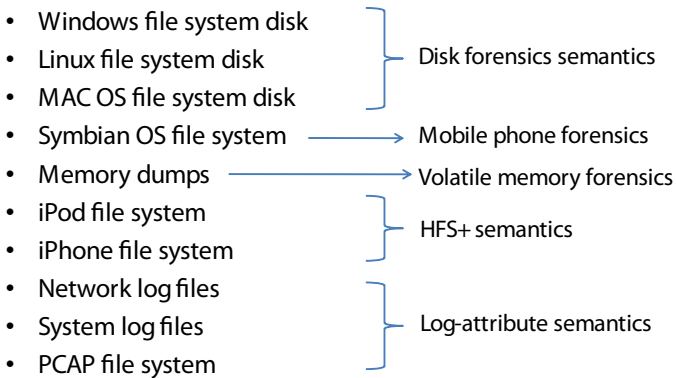 • Windows file system disk
• Linux file system disk
Disk forensics semantics
• MAC OS file system disk
• Symbian OS file system
Mobile phone forensics
• Memory dumps
Volatile memory forensics
• iPod file system
HFS+ semantics
• iPhone file system
• Network log files
• System log files
Log-attribute semantics
• PCAP file system